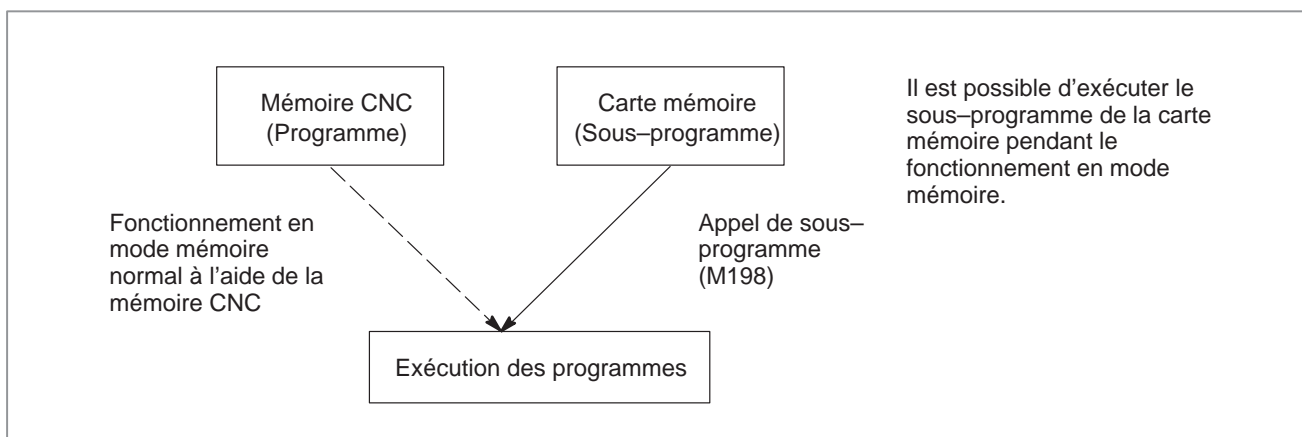 Mémoire CNC
(Programme)
Carte mémoire
(Sous–programme)
Il est possible d'exécuter le
sous–programme de la carte
mémoire pendant le
fonctionnement en mode
mémoire.
Fonctionnement en
mode mémoire
normal à l'aide de la
mémoire CNC
Appel de sous–
programme
(M198)
Exécution des programmes